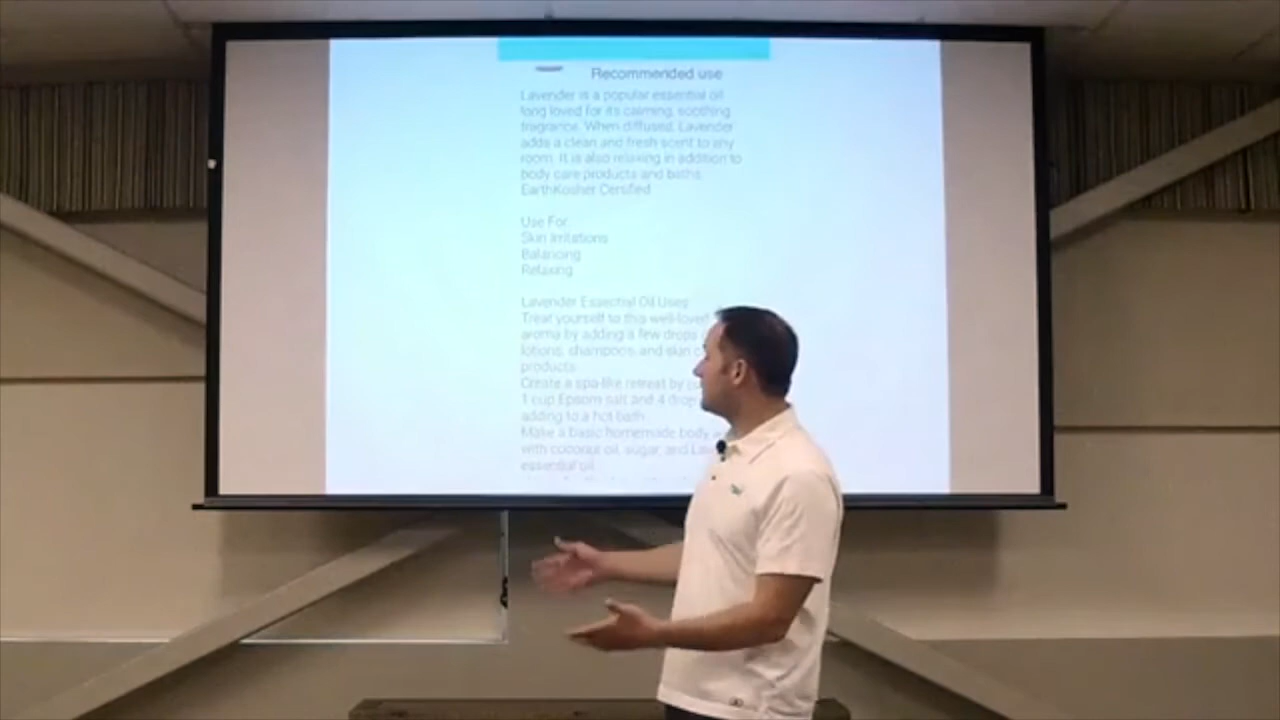 Recommended use
Lavender is a popular essential oil
long loved for its calming, soothing
fragrance. When diffused, Lavender
adds a clean and fresh scent to any
room. It is also relaxing in addition to
body care products and baths.
EarthKosher Certified
Use For:
Skin Irritations
Balancing
Relaxing
Lavender Essential Oil Uses:
Treat yourself to this well-loved
aroma by adding a few drops
lotions, shampoos, and skin
products.
Create a spa-like retreat by
1 cup Epsom salt and 4
adding to a hot bath.
Make a basic homemade body
with coconut oil, sugar, and
essential oil.